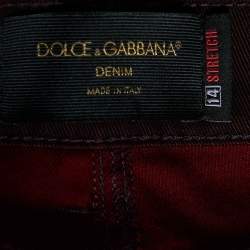 DOLCE & GABBANA®
DENIM
MADE IN ITALY
14 STRETCH